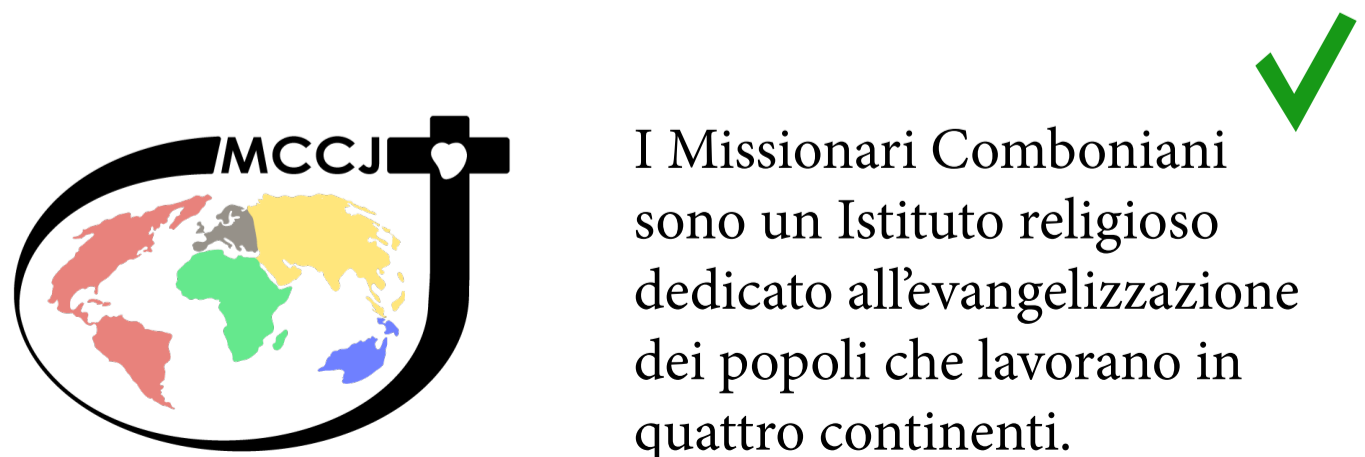 MCCJ
I Missionari Comboniani
sono un Istituto religioso
dedicato all’evangelizzazione
dei popoli che lavorano in
quattro continenti.